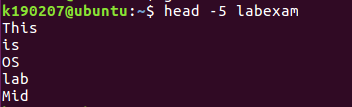 k190207@ubuntu:~$ head -5 labexam
This
is
OS
lab
Mid